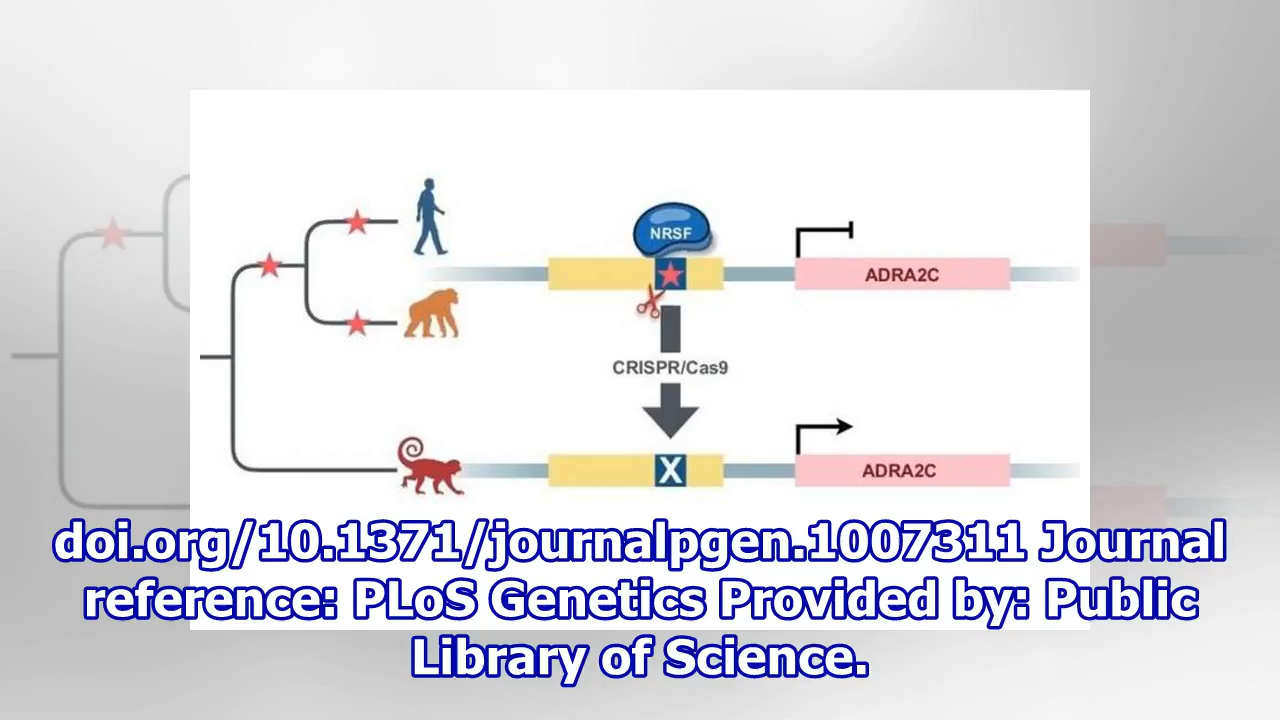 NRSF
ADRA2C
CRISPR/Cas9
X
ADRA2C
doi.org/10.1371/journalpgen.1007311 Journal
reference: PLoS Genetics Provided by: Public
Library of Science.